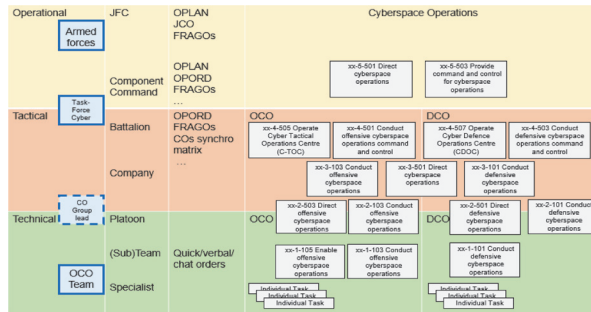 Operational
JFC
OPLAN
JCO
FRAGOs
Cyberspace Operations
Armed
forces
Component
Command
OPLAN
OPORD
FRAGOs
...
xx-5-501 Direct
cyberspace
operations
xx-5-503 Provide
command and control
for cyberspace
operations
Task-
Force
Cyber
Tactical
Battalion
OPORD
FRAGOs
COs synchro
matrix
...
OCO
DCO
xx-4-505 Operate
Cyber Tactical
Operations Centre
(C-TOC)
xx-4-501 Conduct
offensive cyberspace
operations command
and control
xx-4-507 Operate
Cyber Defence
Operations Centre
(CDOC)
xx-4-503 Conduct
defensive cyberspace
operations command
and control
Company
xx-3-103 Conduct
offensive
cyberspace
operations
xx-3-501 Direct
cyberspace
operations
xx-3-101 Conduct
defensive
cyberspace
operations
CO
Group
lead
xx-2-503 Direct
offensive
cyberspace
operations
xx-2-103 Conduct
offensive
cyberspace
operations
xx-2-501 Direct
defensive
cyberspace
operations
xx-2-101 Conduct
defensive
cyberspace
operations
Technical
Platoon
OCO
DCO
(Sub)Team
Quick/verbal/
chat orders
xx-1-105 Enable
offensive
cyberspace
operations
xx-1-103 Conduct
offensive
cyberspace
operations
xx-1-101 Conduct
defensive
cyberspace
operations
OCO
Team
Specialist
Individual Task
Individual Task
Individual Task
Individual Task
Individual Task
Individual Task